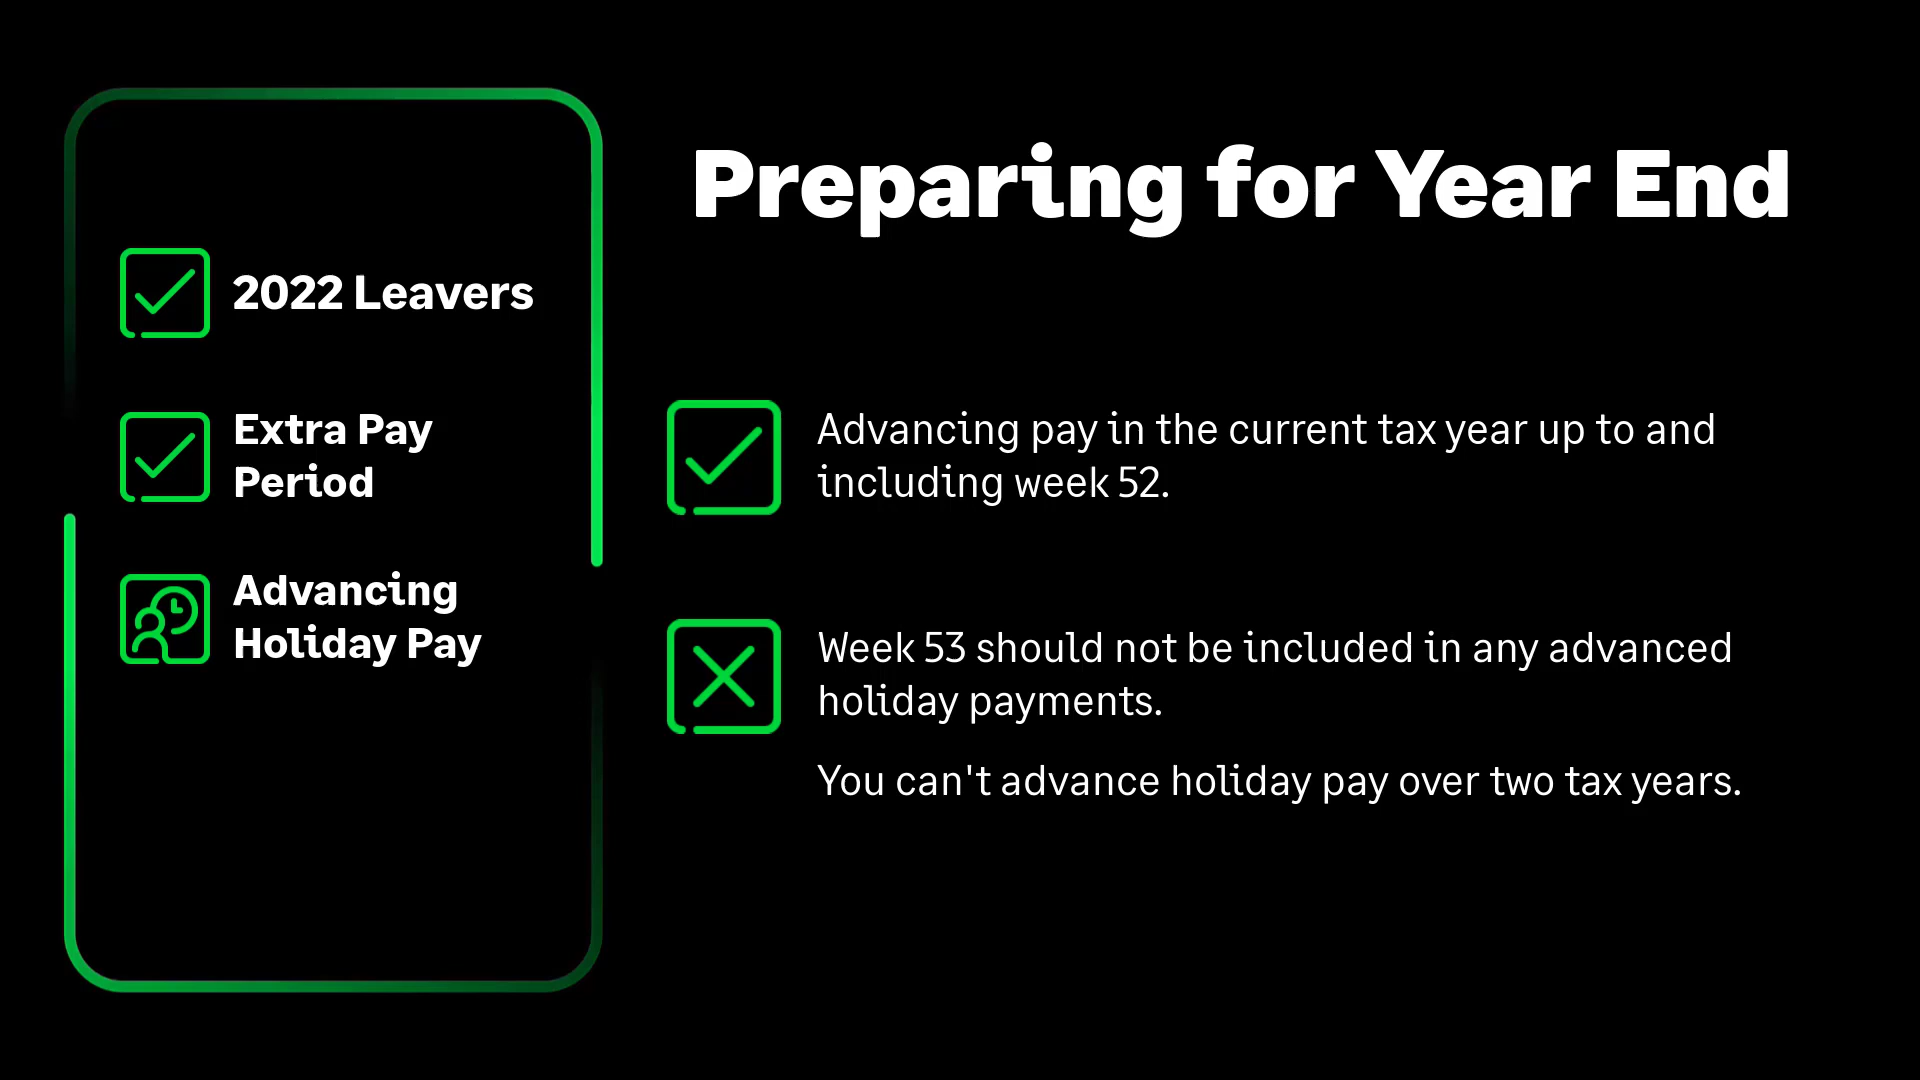 Preparing for Year End
2022 Leavers
Extra Pay
Period
Advancing
Holiday Pay
Advancing pay in the current tax year up to and
including week 52.
Week 53 should not be included in any advanced
holiday payments.
You can't advance holiday pay over two tax years.